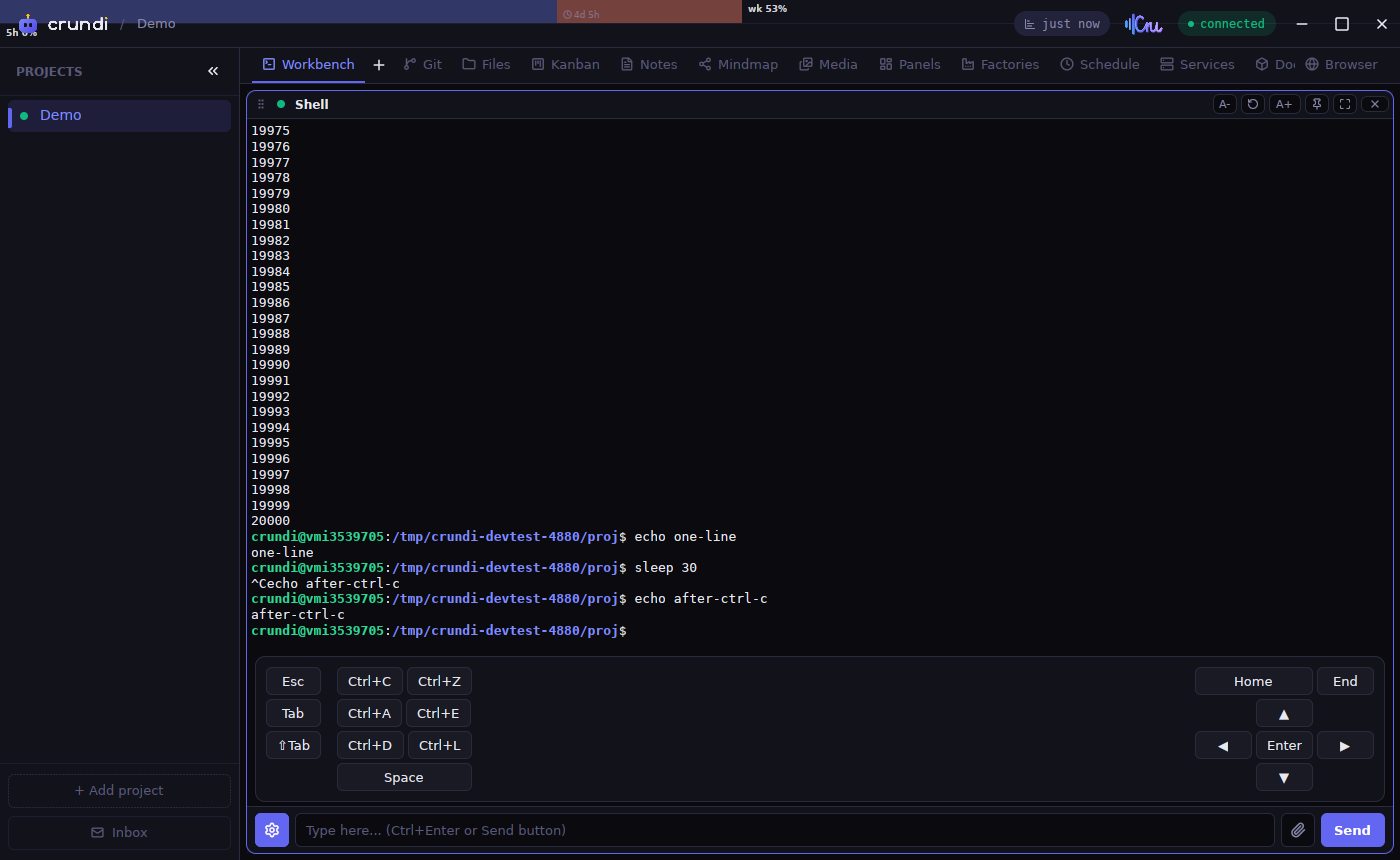 4d 5h
wk 53%
crundi / Demo
just now
Cru
connected
PROJECTS
Demo
+ Add project
Inbox
Workbench
+
Git
Files
Kanban
Notes
Mindmap
Media
Panels
Factories
Schedule
Services
Browser
Shell
A-
A+
19975
19976
19977
19978
19979
19980
19981
19982
19983
19984
19985
19986
19987
19988
19989
19990
19991
19992
19993
19994
19995
19996
19997
19998
19999
20000
crundi@vmi3539705:/tmp/crundi-devtest-4880/proj$ echo one-line
one-line
crundi@vmi3539705:/tmp/crundi-devtest-4880/proj$ sleep 30
^Cecho after-ctrl-c
crundi@vmi3539705:/tmp/crundi-devtest-4880/proj$ echo after-ctrl-c
after-ctrl-c
crundi@vmi3539705:/tmp/crundi-devtest-4880/proj$
Esc
Ctrl+C
Ctrl+Z
Home
End
Tab
Ctrl+A
Ctrl+E
▲
⇧Tab
Ctrl+D
Ctrl+L
◀
Enter
▶
Space
▼
Type here... (Ctrl+Enter or Send button)
Send